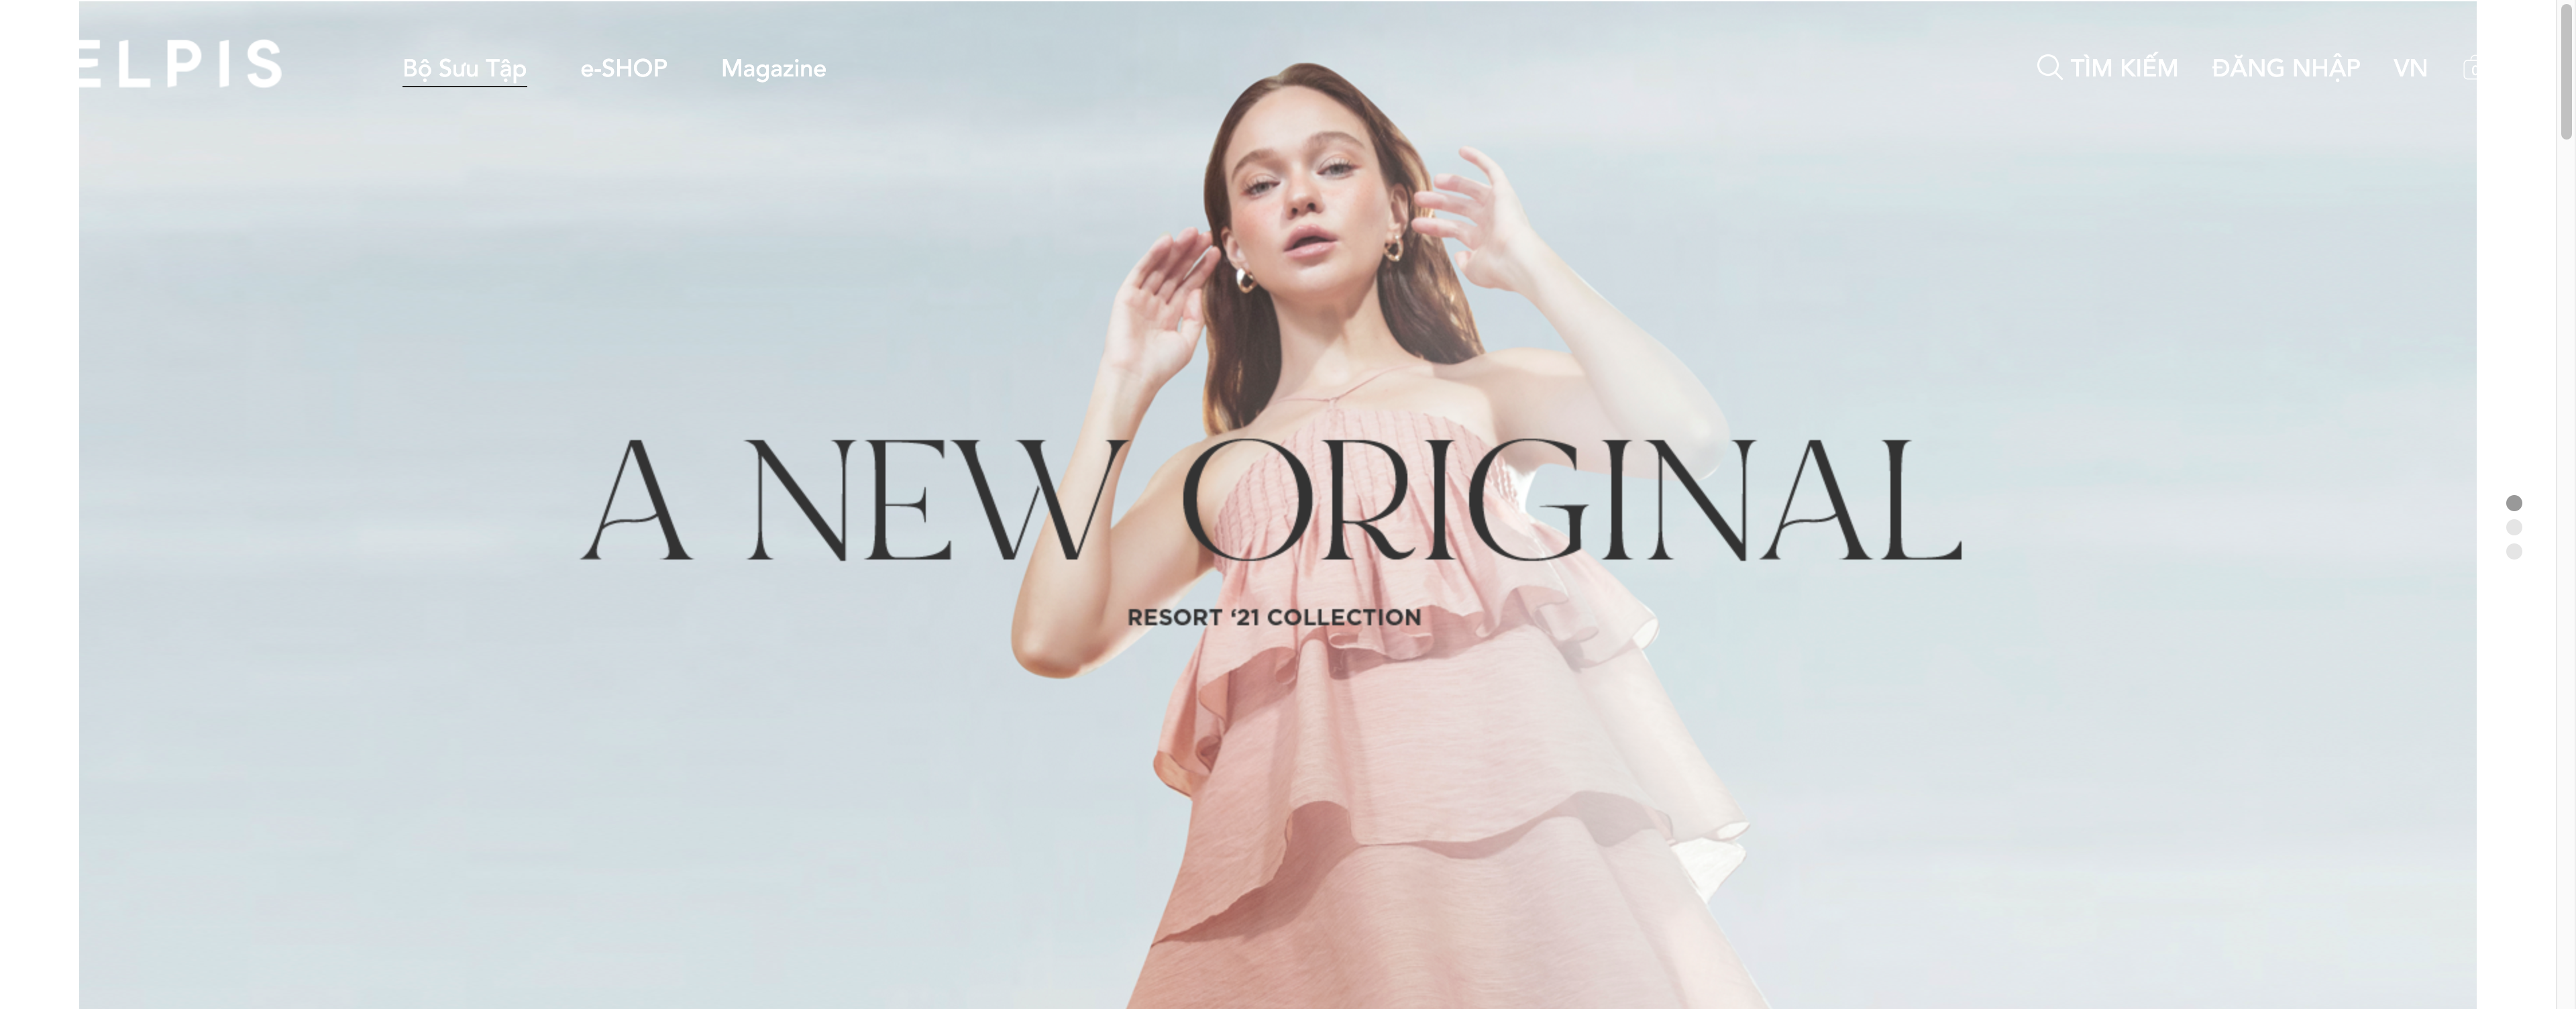 ELPIS
Bộ Sưu Tập e-SHOP Magazine
TÌM KIẾM ĐĂNG NHẬP VN
A NEW ORIGINAL
RESORT ‘21 COLLECTION